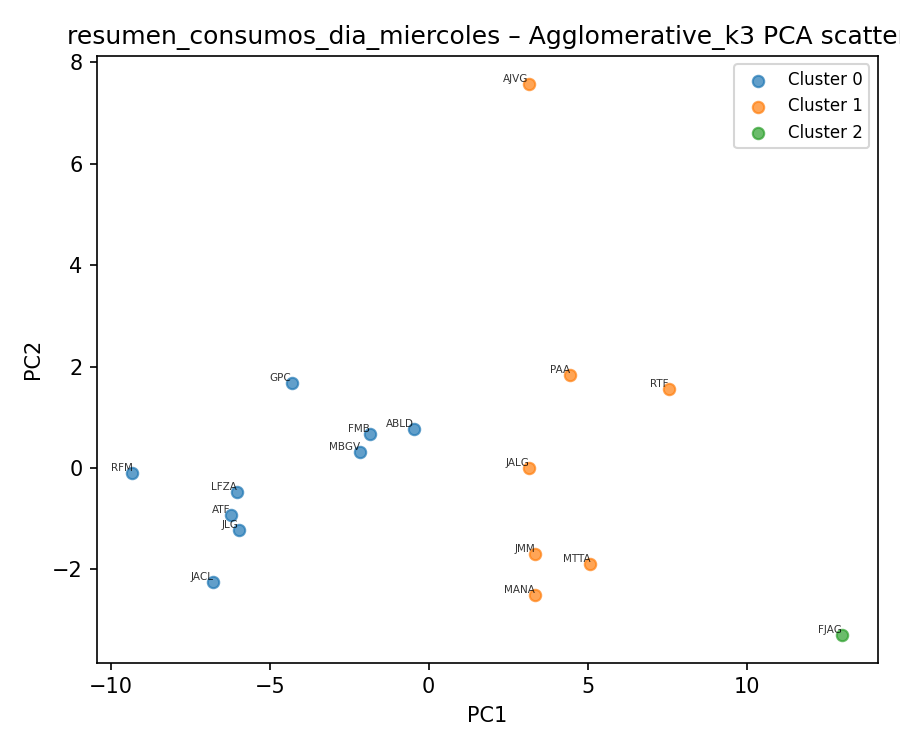 resumen_consumos_dia_miercoles – Agglomerative_k3 PCA scatter
8
6
4
2
0
−2
PC2
−10
−5
0
5
10
PC1
Cluster 0
Cluster 1
Cluster 2
AJVG
PAA
RTF
GPC
FMB
ABLD
MBGV
RFM
JALG
LFZA
ATF
JLG
JMM
MTTA
JACL
MANA
FJAG